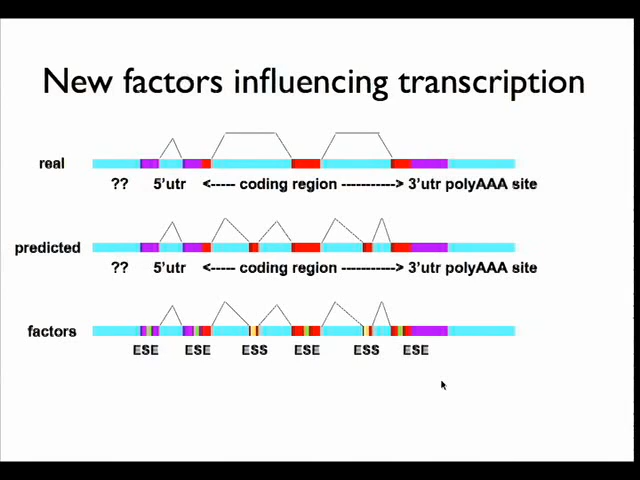 New factors influencing transcription
real
?? 5'utr <----- coding region -----------> 3'utr polyAAA site
predicted
?? 5'utr <----- coding region -----------> 3'utr polyAAA site
factors
ESE ESE ESS ESE ESS ESE